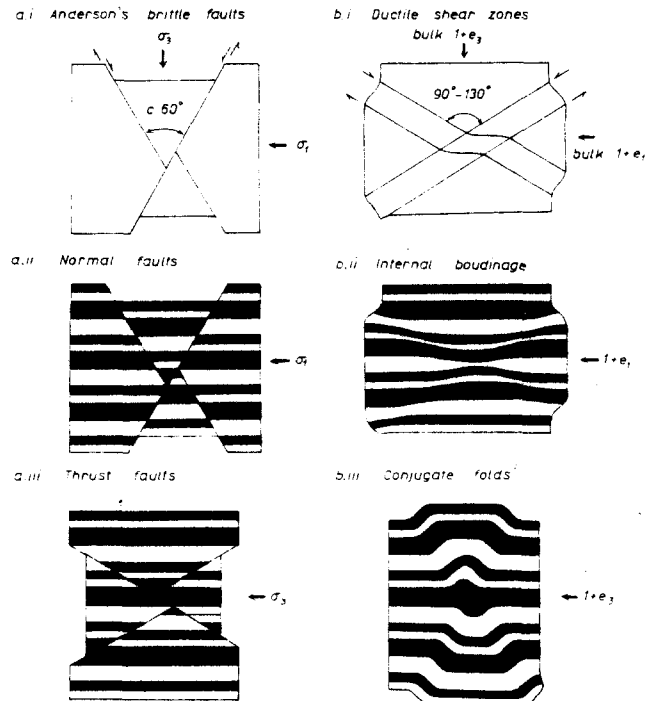 a.i Anderson's brittle faults
σ3
c 60°
σ1
b.i Ductile shear zones
bulk 1+e3
90°-130°
bulk 1+e1
a.ii Normal faults
σ1
b.ii Internal boudinage
1+e1
a.iii Thrust faults
σ3
b.iii Conjugate folds
1+e3